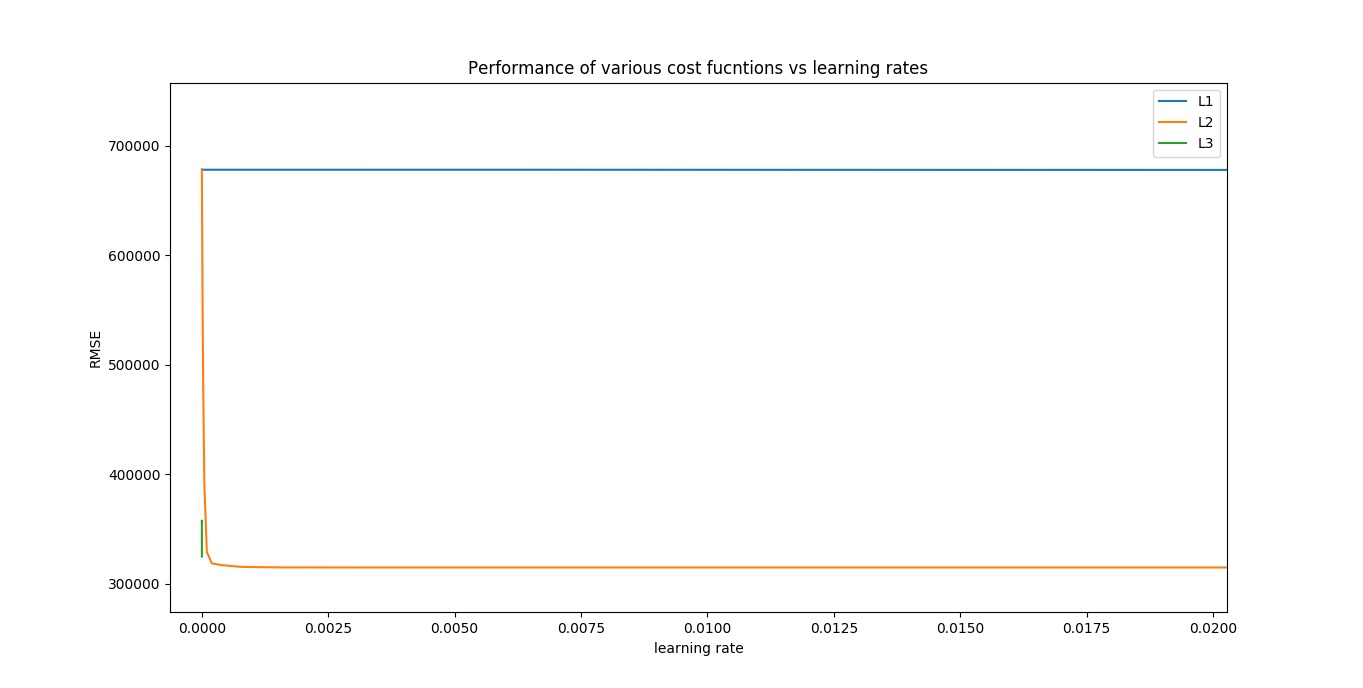 Performance of various cost fucntions vs learning rates
L1
L2
L3
700000
600000
500000
400000
300000
RMSE
0.0000 0.0025 0.0050 0.0075 0.0100 0.0125 0.0150 0.0175 0.0200
learning rate